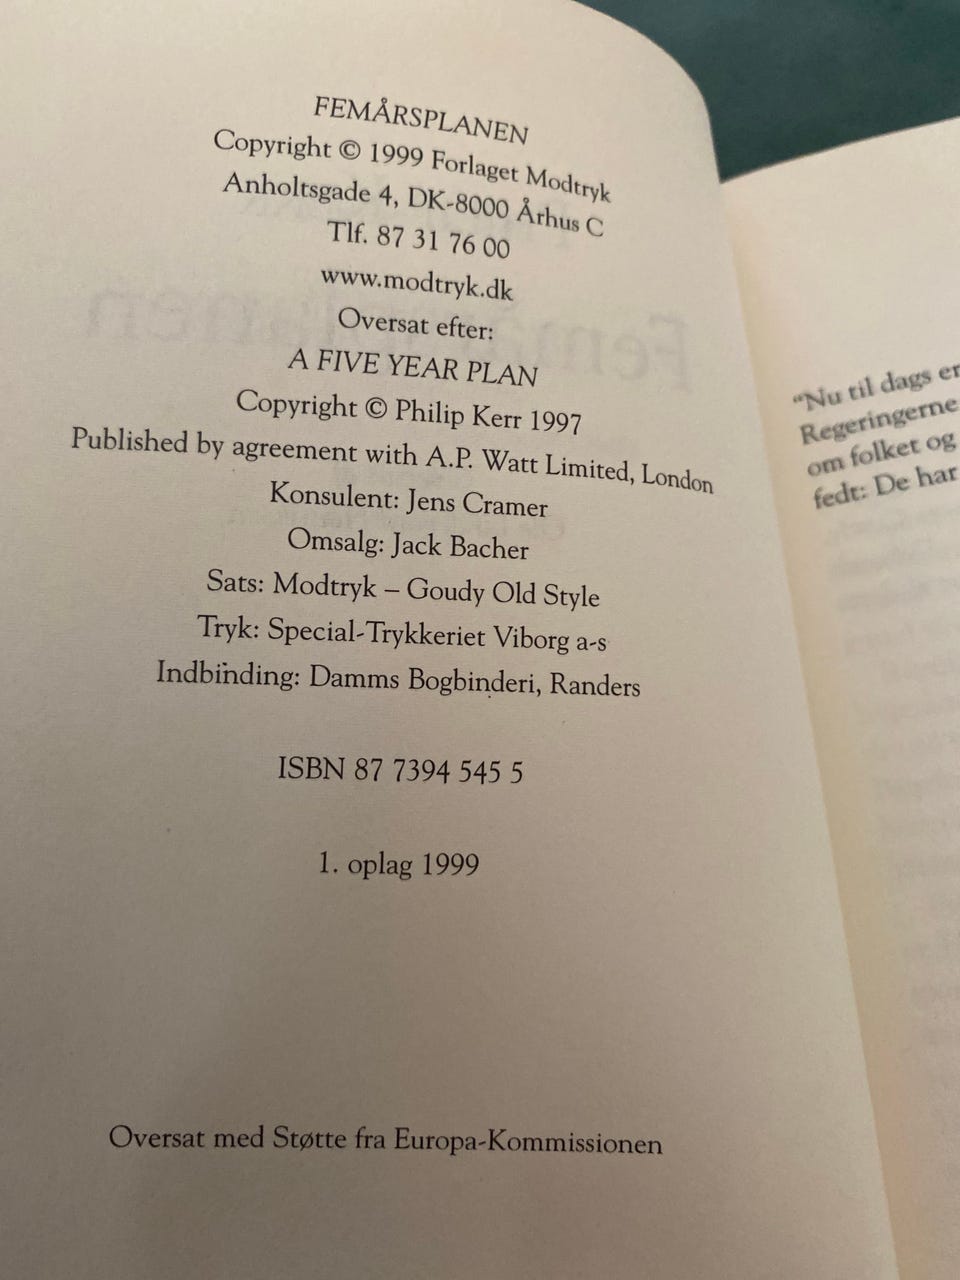 FEMÅRSPLANEN
Copyright © 1999 Forlaget Modtryk
Anholtsgade 4, DK-8000 Århus C
Tlf. 87 31 76 00
www.modtryk.dk
Oversat efter:
A FIVE YEAR PLAN
Copyright © Philip Kerr 1997
Published by agreement with A.P. Watt Limited, London
Konsulent: Jens Cramer
Omsalg: Jack Bacher
Sats: Modtryk – Goudy Old Style
Tryk: Special-Trykkeriet Viborg a-s
Indbinding: Damms Bogbinderi, Randers
ISBN 87 7394 545 5
1. oplag 1999
Oversat med Støtte fra Europa-Kommissionen
“Nu til dags er
Regeringerne
om folket og
fedt: De har